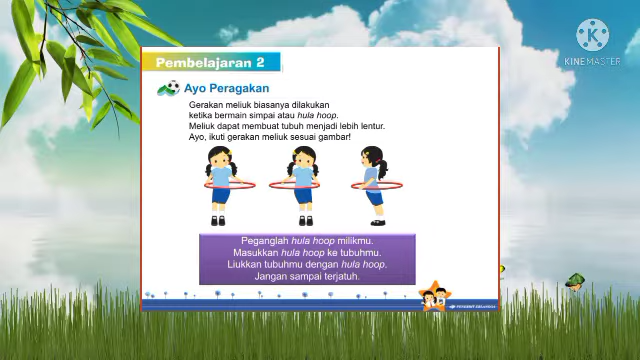 Pembelajaran 2
KINEMASTER
Ayo Peragakan
Gerakan meliuk biasanya dilakukan
ketika bermain simpai atau hula hoop.
Meliuk dapat membuat tubuh menjadi lebih lentur.
Ayo, ikuti gerakan meliuk sesuai gambar!
Peganglah hula hoop milikmu.
Masukkan hula hoop ke tubuhmu.
Liukkan tubuhmu dengan hula hoop.
Jangan sampai terjatuh.